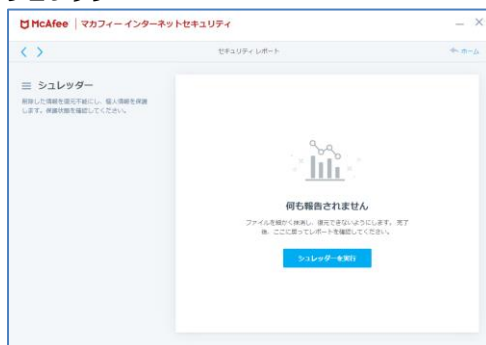 McAfee | マカフィー インターネットセキュリティ
セキュリティ レポート
ホーム
シュレッダー
削除した情報を復元不能にし、個人情報を保護
します。保護状態を確認してください。
何も報告されません
ファイルを細かく抹消し、復元できないようにします。完了
後、ここに戻ってレポートを確認してください。
シュレッダーを実行